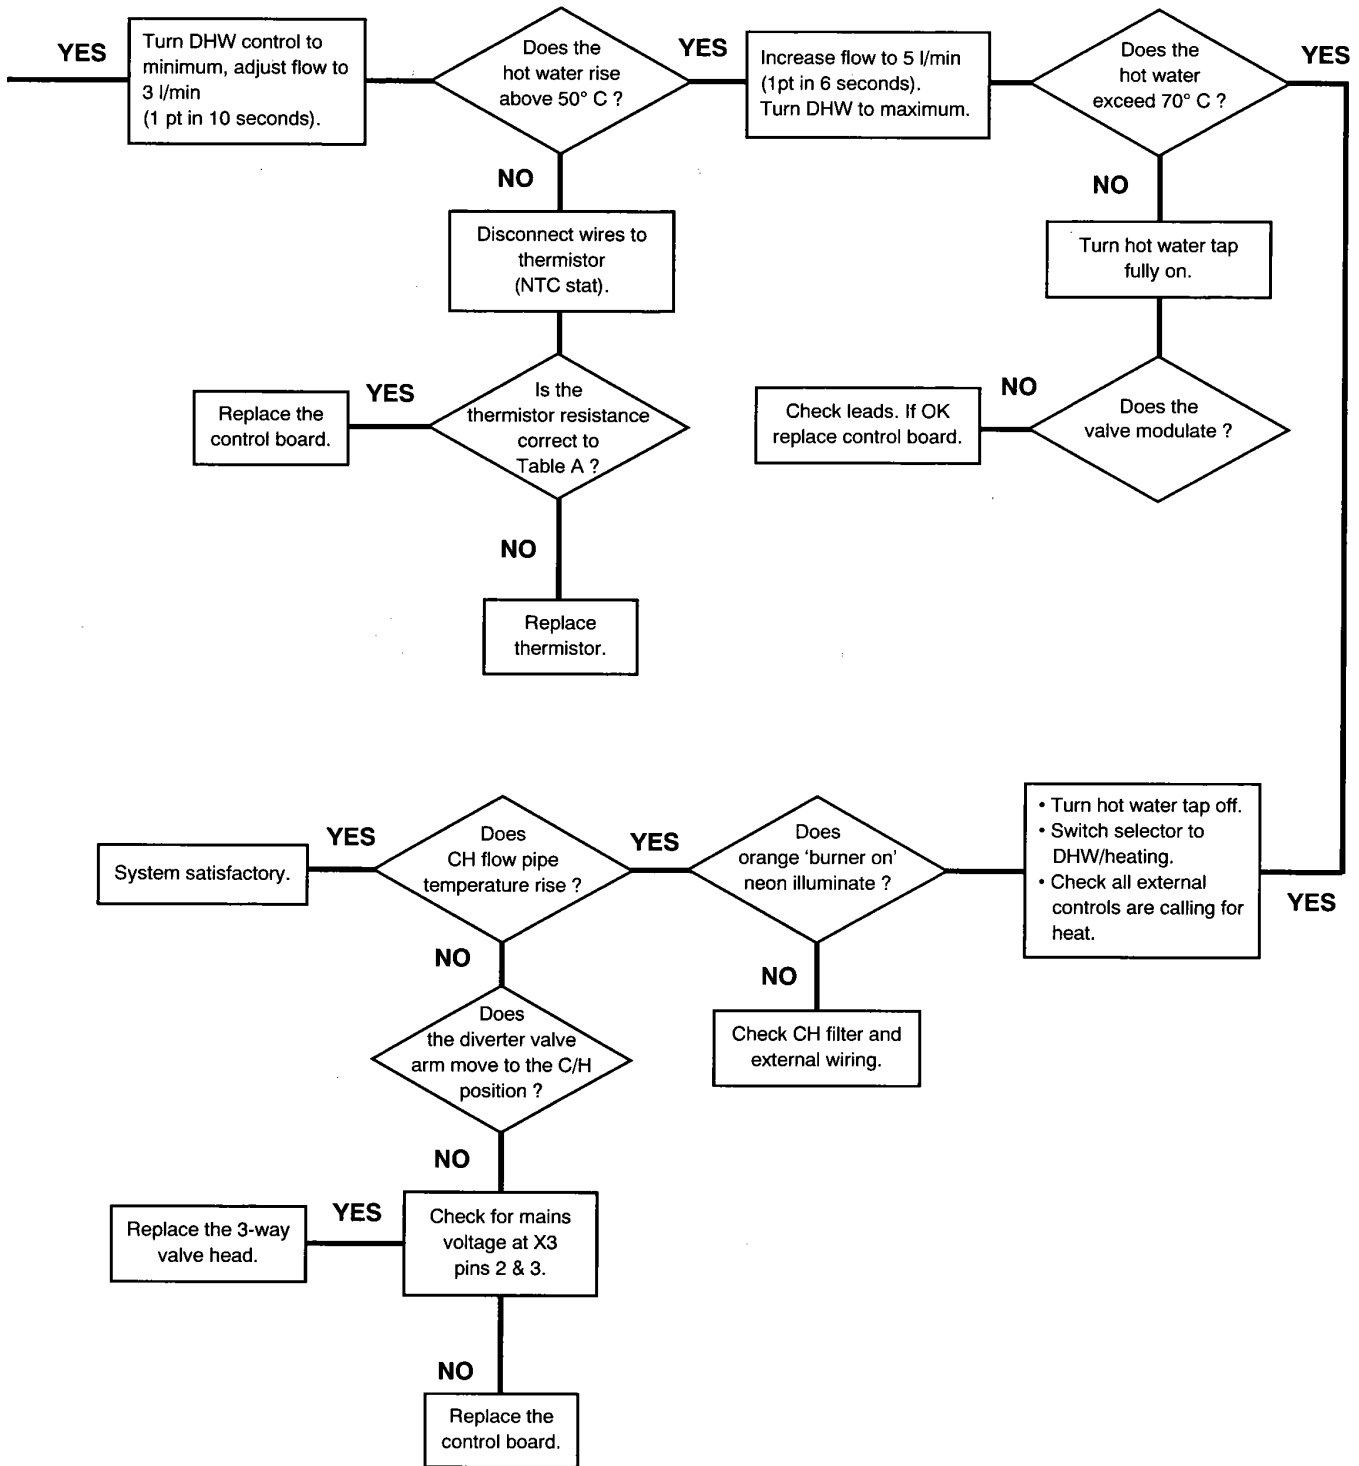 YES
Turn DHW control to
minimum, adjust flow to
3 l/min
(1 pt in 10 seconds).
Does the
hot water rise
above 50° C ?
YES
Increase flow to 5 l/min
(1pt in 6 seconds).
Turn DHW to maximum.
Does the
hot water
exceed 70° C ?
YES
NO
Disconnect wires to
thermistor
(NTC stat).
NO
Turn hot water tap
fully on.
Replace the
control board.
YES
Is the
thermistor resistance
correct to
Table A ?
Check leads. If OK
replace control board.
NO
Does the
valve modulate ?
NO
Replace
thermistor.
System satisfactory.
YES
Does
CH flow pipe
temperature rise ?
YES
Does
orange 'burner on'
neon illuminate ?
• Turn hot water tap off.
• Switch selector to
DHW/heating.
• Check all external
controls are calling for
heat.
YES
NO
Does
the diverter valve
arm move to the C/H
position ?
NO
Check CH filter and
external wiring.
NO
Replace the 3-way
valve head.
YES
Check for mains
voltage at X3
pins 2 & 3.
NO
Replace the
control board.